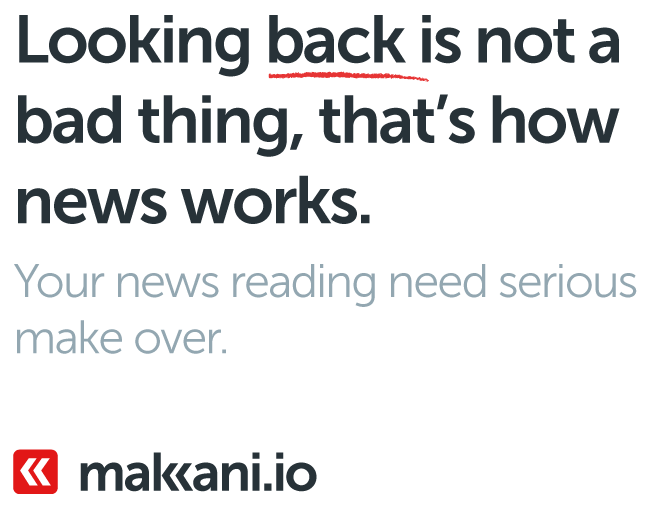 Looking back is not a
bad thing, that's how
news works.
Your news reading need serious
make over.
makkani.io